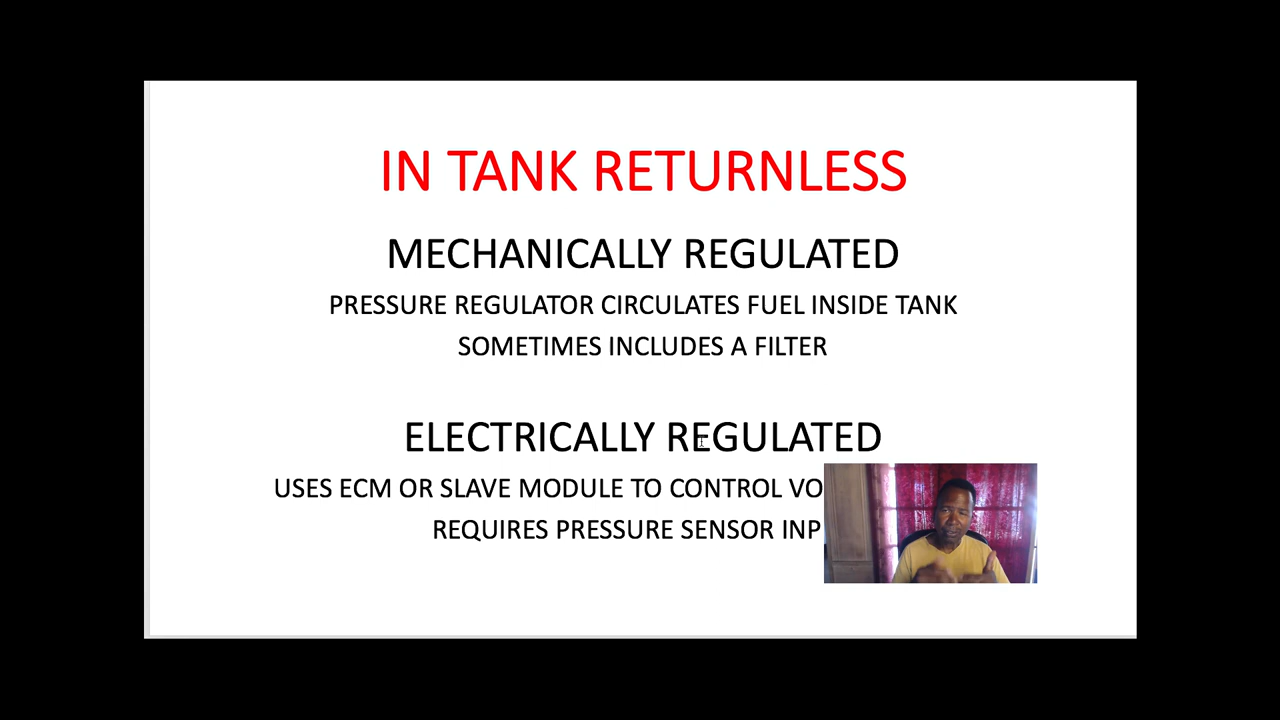 IN TANK RETURNLESS
MECHANICALLY REGULATED
PRESSURE REGULATOR CIRCULATES FUEL INSIDE TANK
SOMETIMES INCLUDES A FILTER
ELECTRICALLY REGULATED
USES ECM OR SLAVE MODULE TO CONTROL
REQUIRES PRESSURE SENSOR